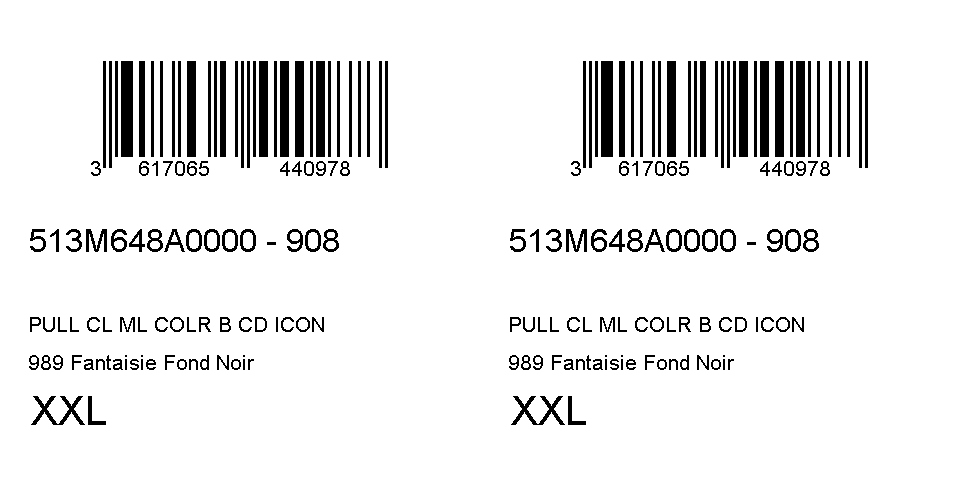 3 617065 440978
513M648A0000 - 908
PULL CL ML COLR B CD ICON
989 Fantaisie Fond Noir
XXL
3 617065 440978
513M648A0000 - 908
PULL CL ML COLR B CD ICON
989 Fantaisie Fond Noir
XXL